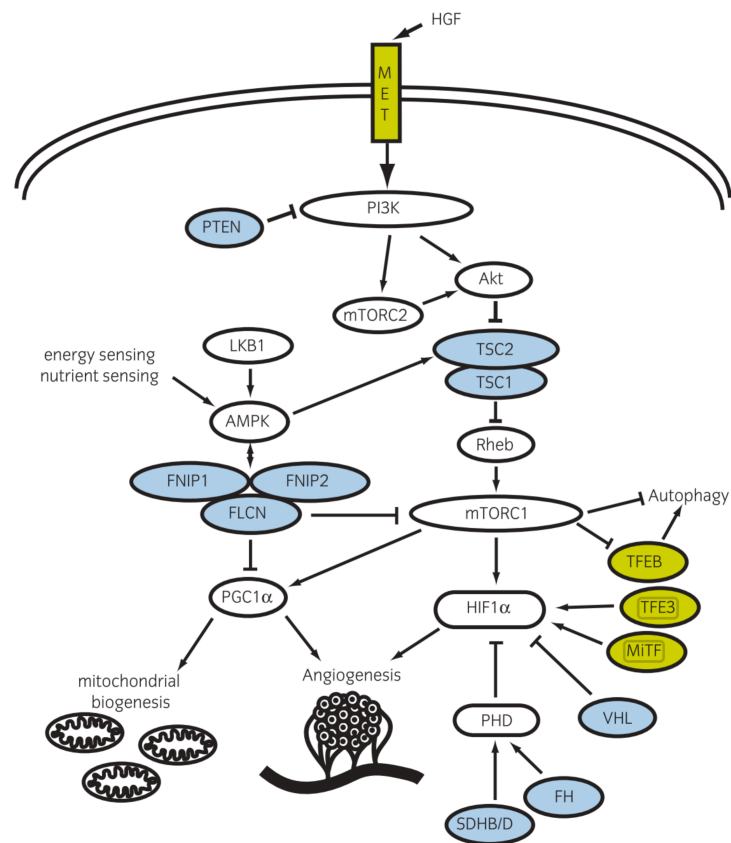 HGF
M
E
T
PI3K
PTEN
Akt
mTORC2
TSC2
LKB1
energy sensing
nutrient sensing
TSC1
AMPK
Rheb
FNIP1
FNIP2
Autophagy
FLCN
mTORC1
TFEB
PGC1α
HIF1α
TFE3
MiTF
mitochondrial
biogenesis
Angiogenesis
PHD
VHL
FH
SDHB/D